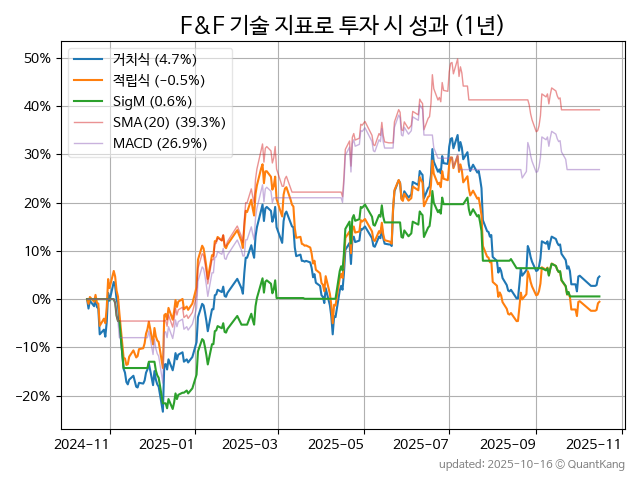 F&F 기술 지표로 투자 시 성과 (1년)
거치식 (4.7%)
적립식 (−0.5%)
SigM (0.6%)
SMA(20) (39.3%)
MACD (26.9%)
50%
40%
30%
20%
10%
0%
−10%
−20%
2024-11
2025-01
2025-03
2025-05
2025-07
2025-09
2025-11
updated: 2025-10-16 © QuantKang